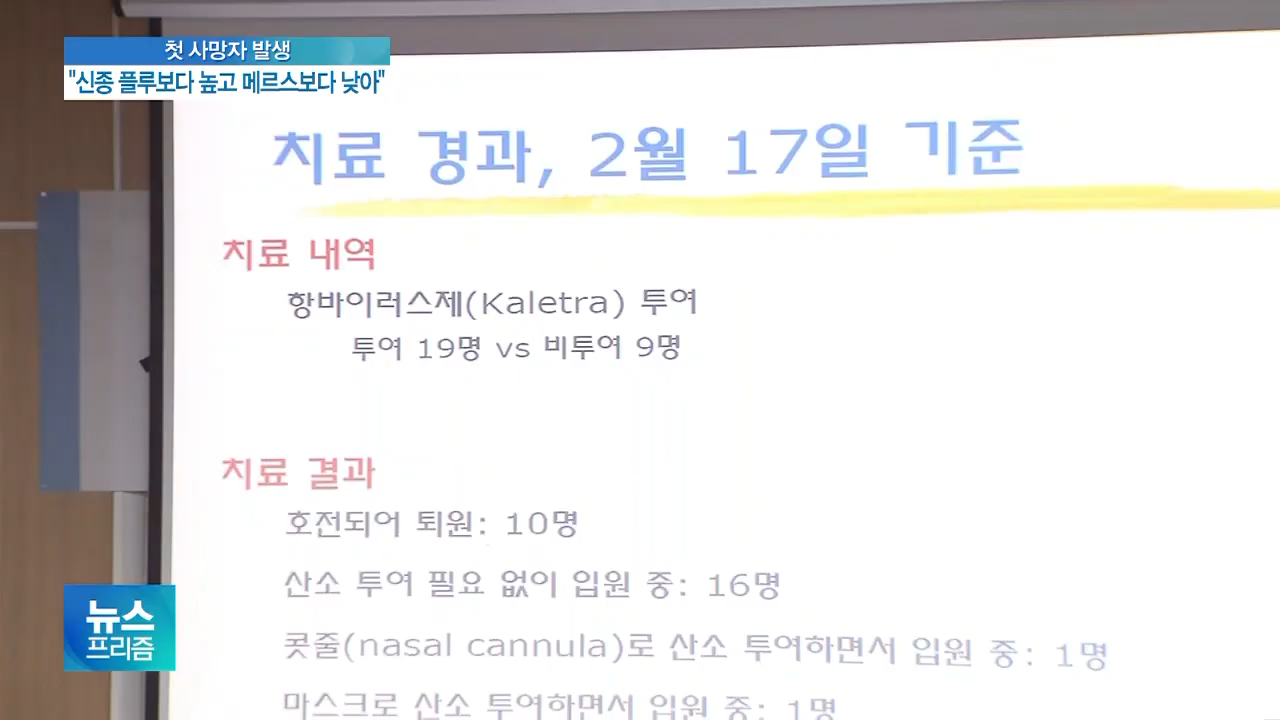 첫 사망자 발생
"신종 플루보다 높고 메르스보다 낮아"
치료 경과, 2월 17일 기준
치료 내역
항바이러스제(Kaletra) 투여
투여 19명 vs 비투여 9명
치료 결과
호전되어 퇴원: 10명
산소 투여 필요 없이 입원 중: 16명
콧줄(nasal cannula)로 산소 투여하면서 입원 중: 1명
마스크로 산소 투여하면서 입원 중: 1명
뉴스
프리즘